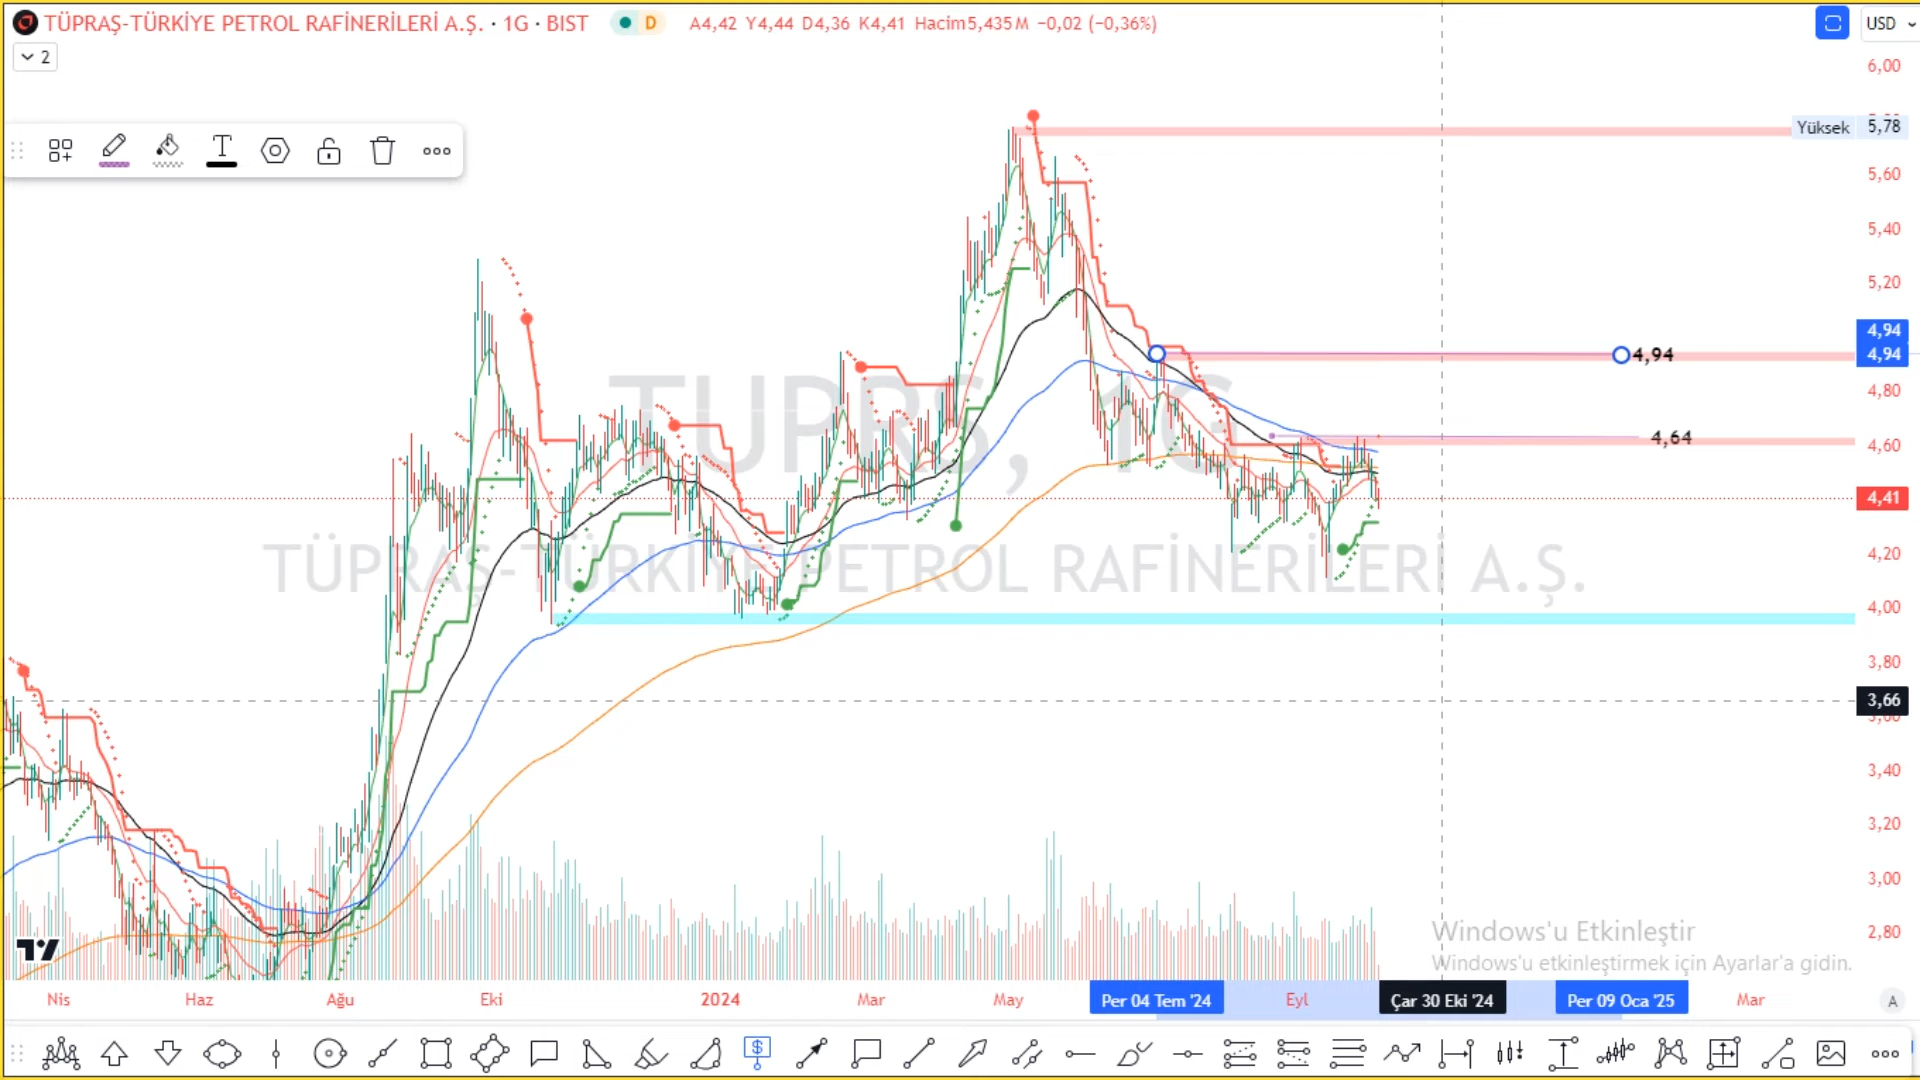 TÜPRAŞ-TÜRKİYE PETROL RAFİNERİLERİ A.Ş. · 1G · BIST D A4,42 Y4,44 D4,36 K4,41 Hacim5,435M −0,02 (−0,36%) USD
2
6,00
Yüksek 5,78
5,60
5,40
5,20
4,94
4,94 4,94
4,80
4,64
4,60
4,41
TUPRS, 1G
TÜPRAŞ-TÜRKİYE PETROL RAFİNERİLERİ A.Ş.
4,20
4,00
3,80
3,66
3,40
3,20
3,00
2,80
Windows'u Etkinleştir
Windows'u etkinleştirmek için Ayarlar'a gidin.
Nis Haz Ağu Eki 2024 Mar May Per 04 Tem '24 Eyl Çar 30 Eki '24 Per 09 Oca '25 Mar A